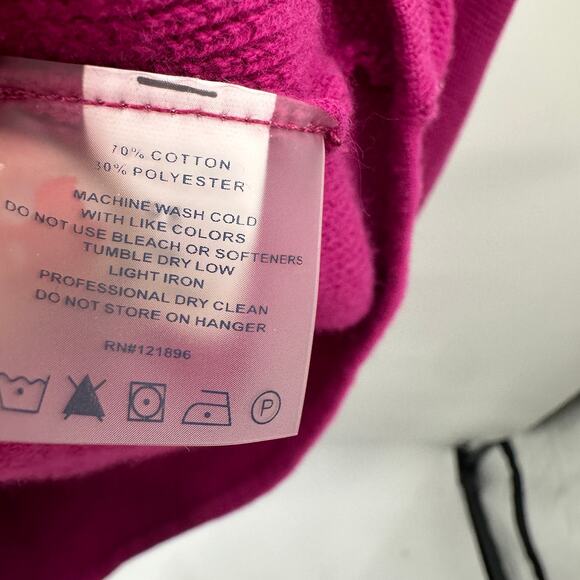 70% COTTON
30% POLYESTER
MACHINE WASH COLD
WITH LIKE COLORS
DO NOT USE BLEACH OR SOFTENERS
TUMBLE DRY LOW
LIGHT IRON
PROFESSIONAL DRY CLEAN
DO NOT STORE ON HANGER
RN#121896
P